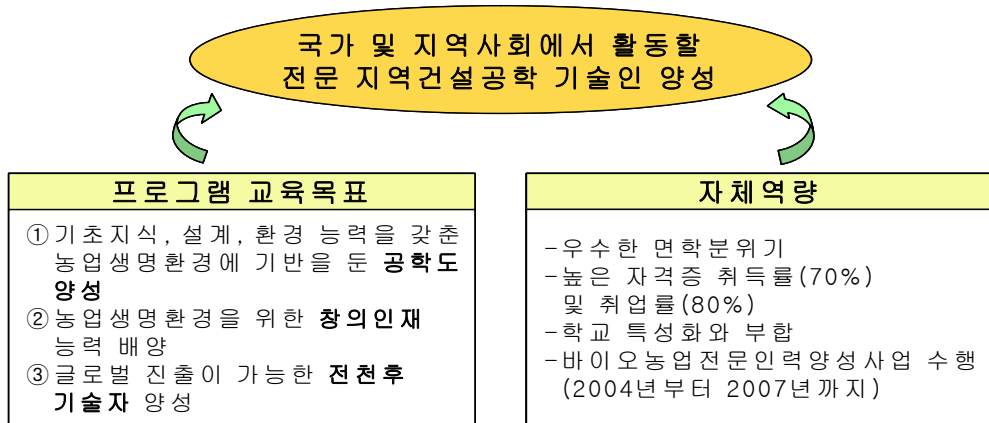 국가 및 지역사회에서 활동할
전문 지역건설공학 기술인 양성
프로그램 교육목표
①기초지식, 설계, 환경 능력을 갖춘
농업생명환경에 기반을 둔 공학도
양성
②농업생명환경을 위한 창의인재
능력 배양
③글로벌 진출이 가능한 전천후
기술자 양성
자체역량
-우수한 면학분위기
-높은 자격증 취득률(70%)
및 취업률(80%)
-학교 특성화와 부합
-바이오농업전문인력양성사업 수행
(2004년부터 2007년까지)